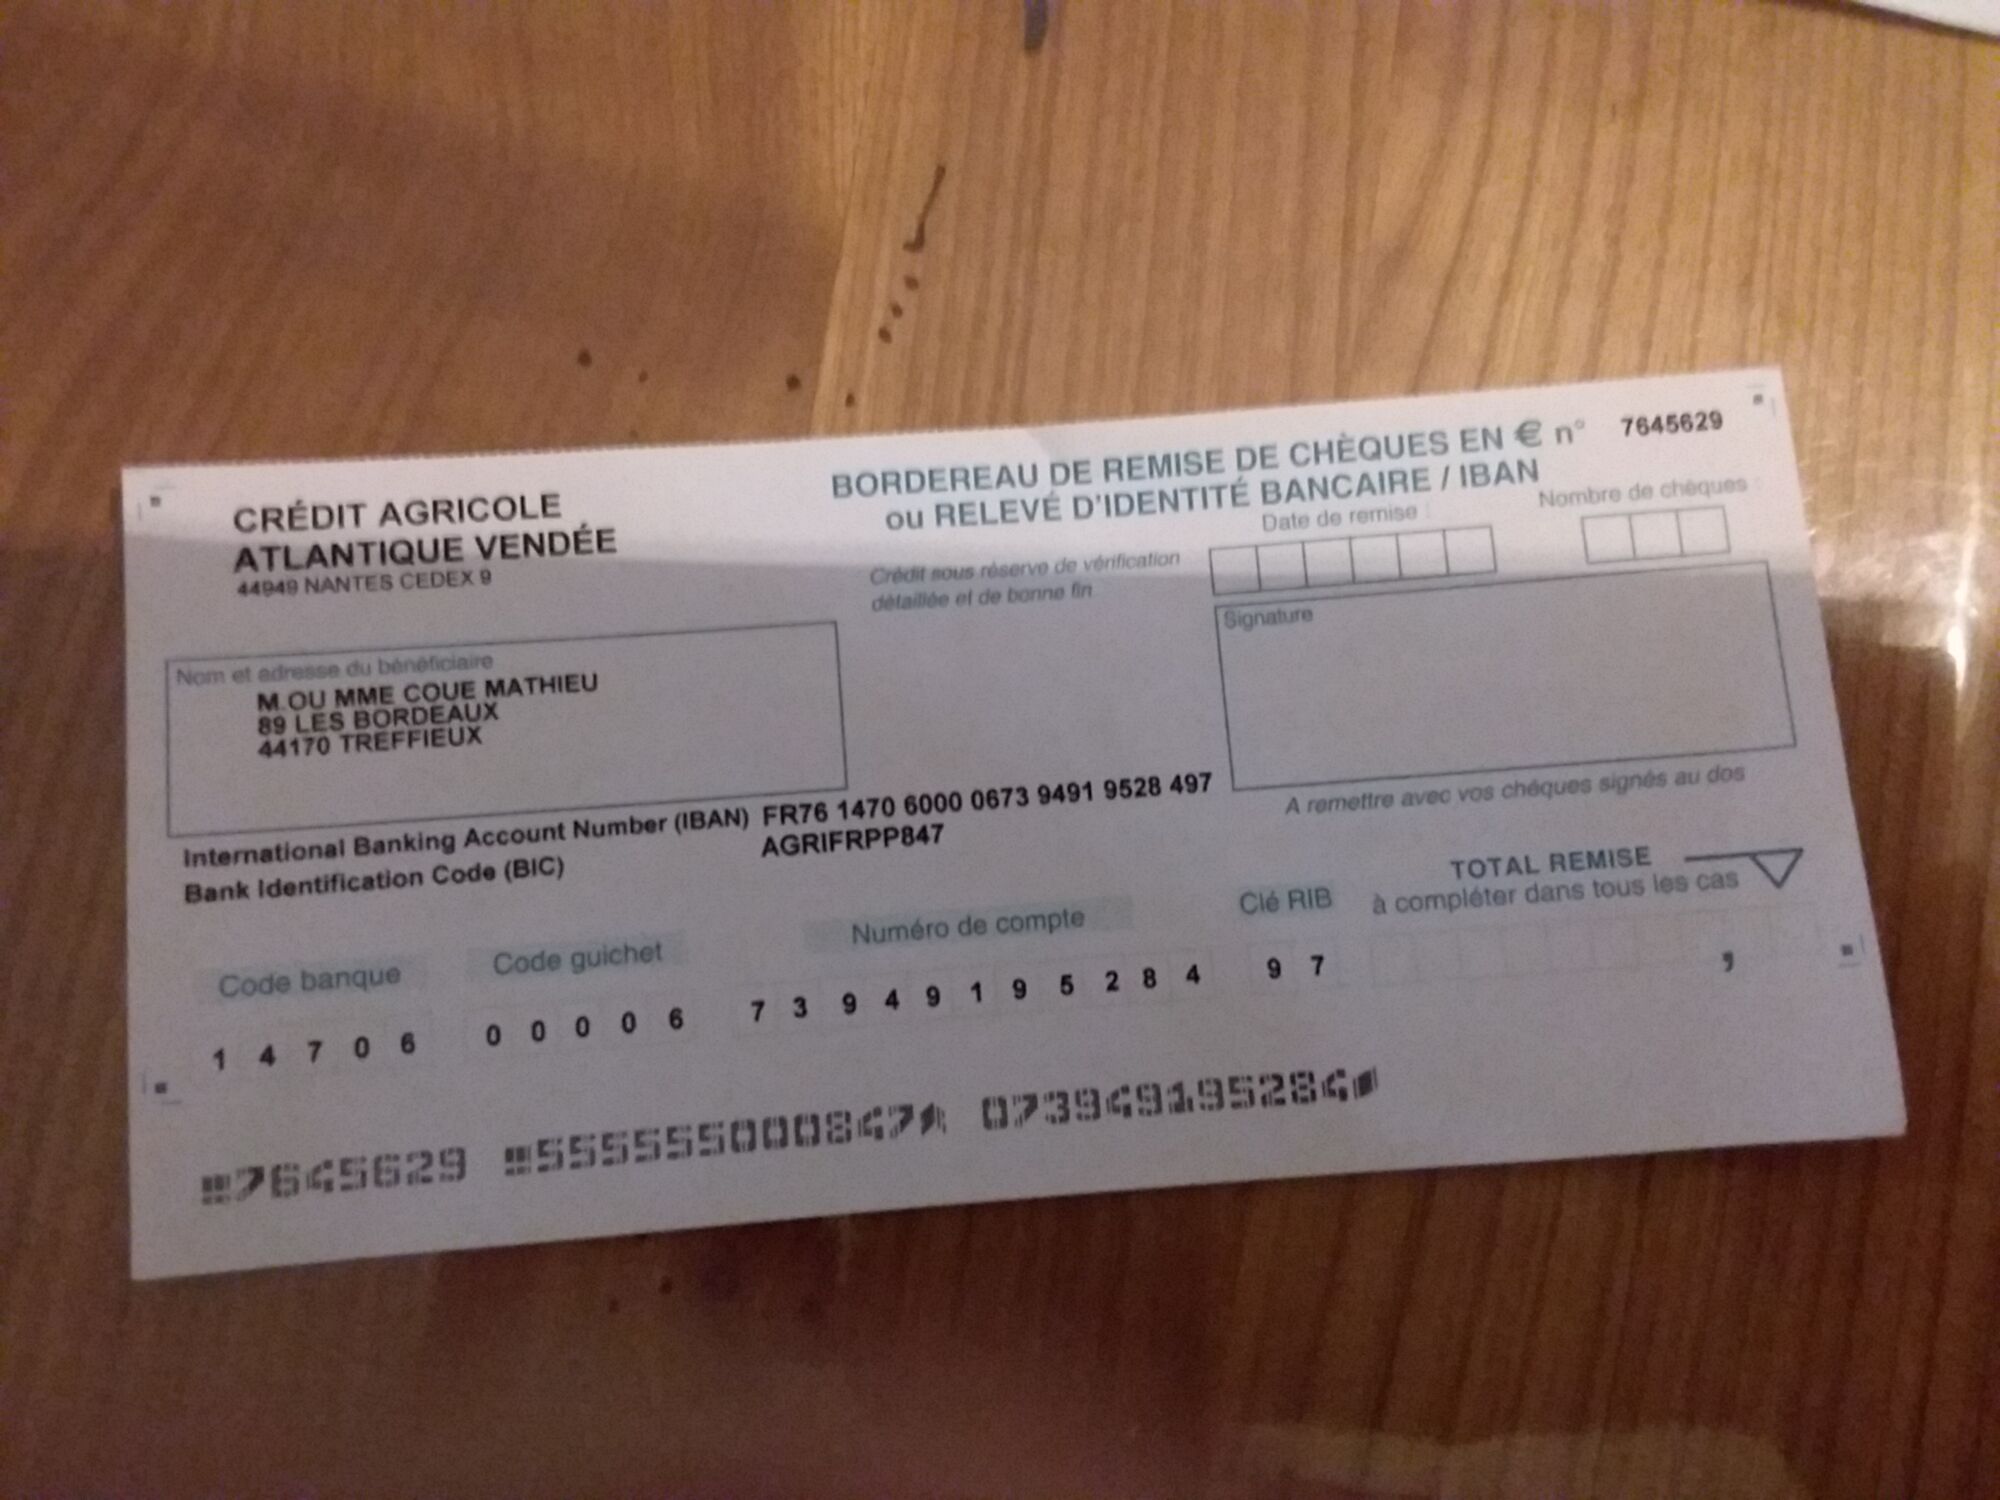 CRÉDIT AGRICOLE
ATLANTIQUE VENDÉE
44949 NANTES CEDEX 9
BORDEREAU DE REMISE DE CHÈQUES EN € n° 7645629
ou RELEVÉ D'IDENTITÉ BANCAIRE / IBAN
Date de remise :
Nombre de chèques :
Crédit sous réserve de vérification
détaillée et de bonne fin
Signature
Nom et adresse du bénéficiaire
M.OU MME COUE MATHIEU
89 LES BORDEAUX
44170 TREFFIEUX
A remettre avec vos chéques signés au dos
International Banking Account Number (IBAN) FR76 1470 6000 0673 9491 9528 497
Bank Identification Code (BIC) AGRIFRPP847
TOTAL REMISE
à compléter dans tous les cas
Code banque Code guichet Numéro de compte Clé RIB
1 4 7 0 6 0 0 0 0 6 7 3 9 4 9 1 9 5 2 8 4 9 7 ,
7645629 555555000847 073949195284